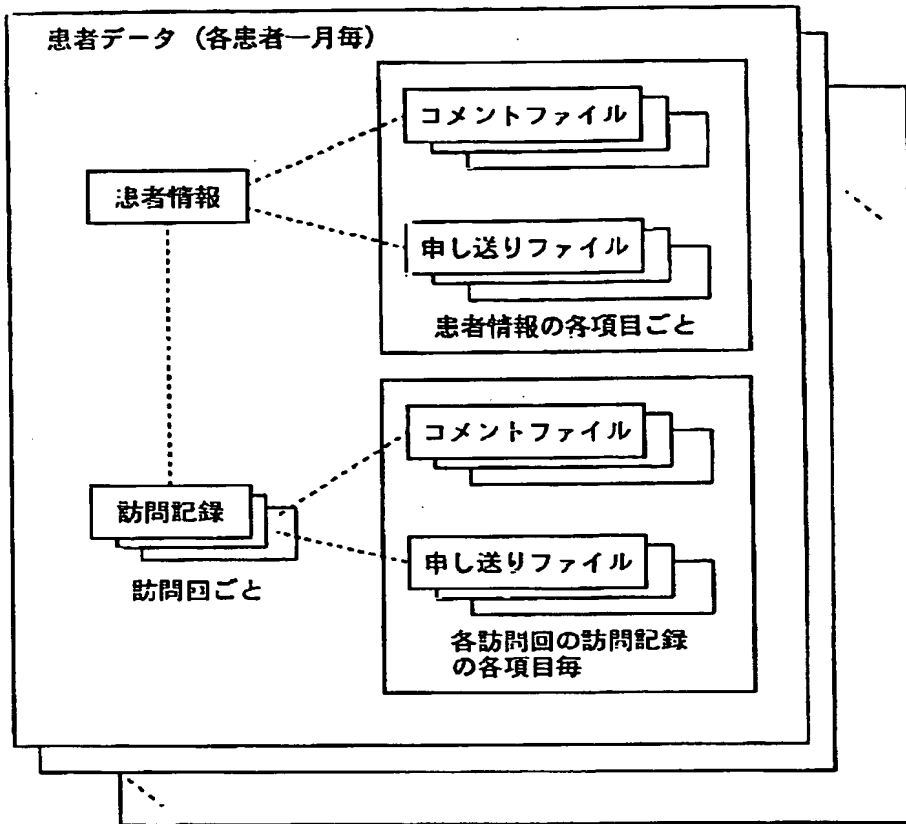 患者データ（各患者一月毎）
コメントファイル
患者情報
申し送りファイル
患者情報の各項目ごと
コメントファイル
訪問記録
申し送りファイル
訪問回ごと
各訪問回の訪問記録
の各項目毎